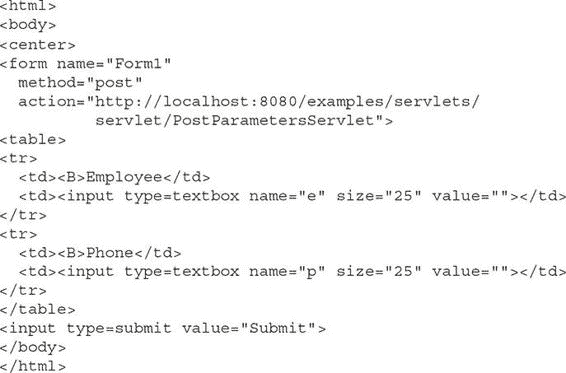 <html>
<body>
<center>
<form name="Form1"
  method="post"
  action="http://localhost:8080/examples/servlets/
          servlet/PostParametersServlet">
<table>
<tr>
  <td><B>Employee</td>
  <td><input type=textbox name="e" size="25" value=""></td>
</tr>
<tr>
  <td><B>Phone</td>
  <td><input type=textbox name="p" size="25" value=""></td>
</tr>
</table>
<input type=submit value="Submit">
</body>
</html>